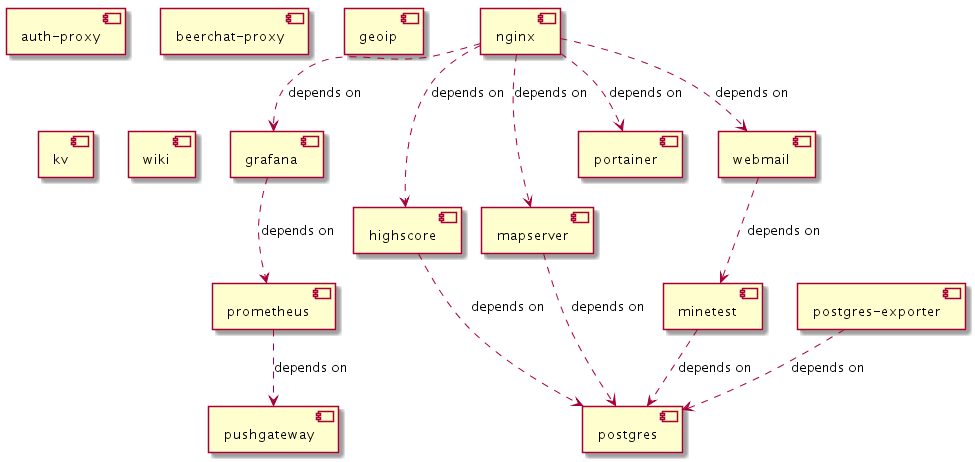 auth-proxy
beerchat-proxy
geoip
nginx
depends on
depends on
depends on
depends on
depends on
kv
wiki
grafana
portainer
webmail
depends on
highscore
mapserver
depends on
prometheus
depends on
depends on
minetest
postgres-exporter
depends on
depends on
depends on
pushgateway
postgres